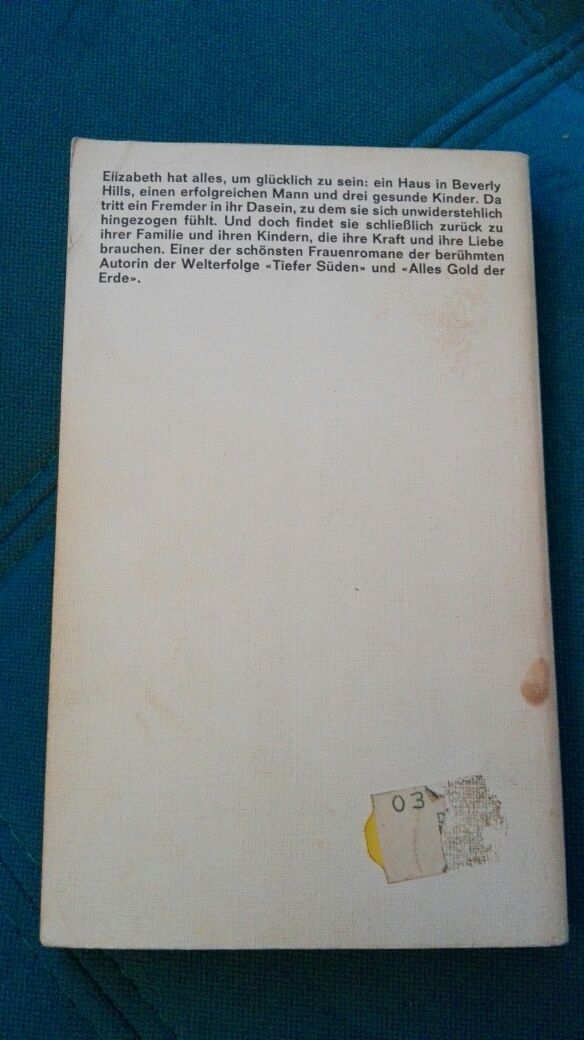 Elizabeth hat alles, um glücklich zu sein: ein Haus in Beverly
Hills, einen erfolgreichen Mann und drei gesunde Kinder. Da
tritt ein Fremder in ihr Dasein, zu dem sie sich unwiderstehlich
hingezogen fühlt. Und doch findet sie schließlich zurück zu
ihrer Familie und ihren Kindern, die ihre Kraft und ihre Liebe
brauchen. Einer der schönsten Frauenromane der berühmten
Autorin der Welterfolge «Tiefer Süden» und «Alles Gold der
Erde».
03